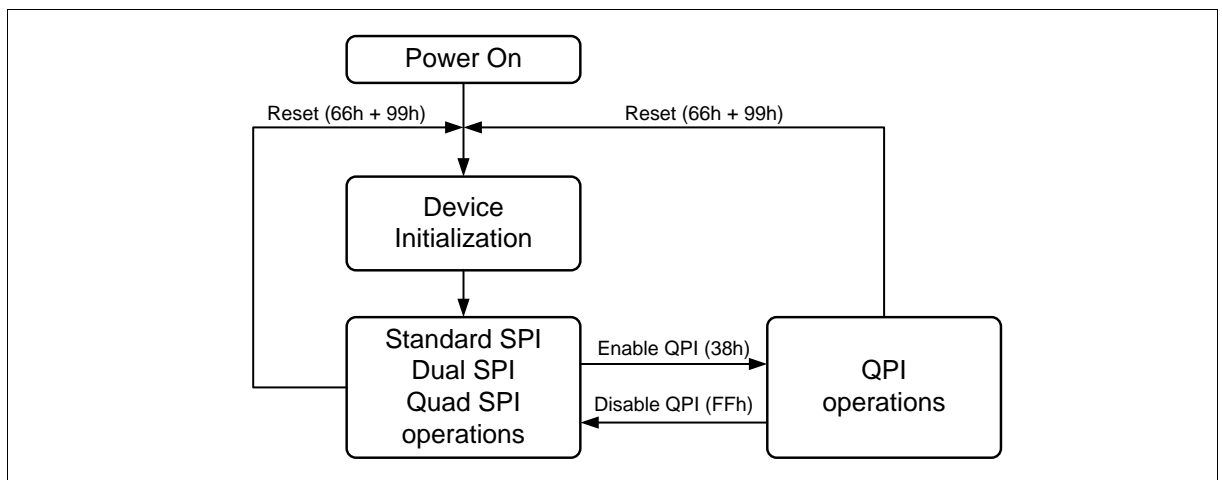 Power On
Reset (66h + 99h)
Reset (66h + 99h)
Device
Initialization
Standard SPI
Dual SPI
Quad SPI
operations
Enable QPI (38h)
Disable QPI (FFh)
QPI
operations